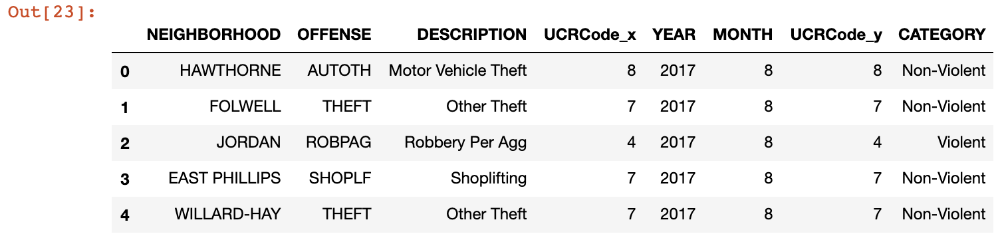 Out[23]:
NEIGHBORHOOD OFFENSE DESCRIPTION UCRCode_x YEAR MONTH UCRCode_y CATEGORY
0 HAWTHORNE AUTOTH Motor Vehicle Theft 8 2017 8 8 Non-Violent
1 FOLWELL THEFT Other Theft 7 2017 8 7 Non-Violent
2 JORDAN ROBPAG Robbery Per Agg 4 2017 8 4 Violent
3 EAST PHILLIPS SHOPLF Shoplifting 7 2017 8 7 Non-Violent
4 WILLARD-HAY THEFT Other Theft 7 2017 8 7 Non-Violent